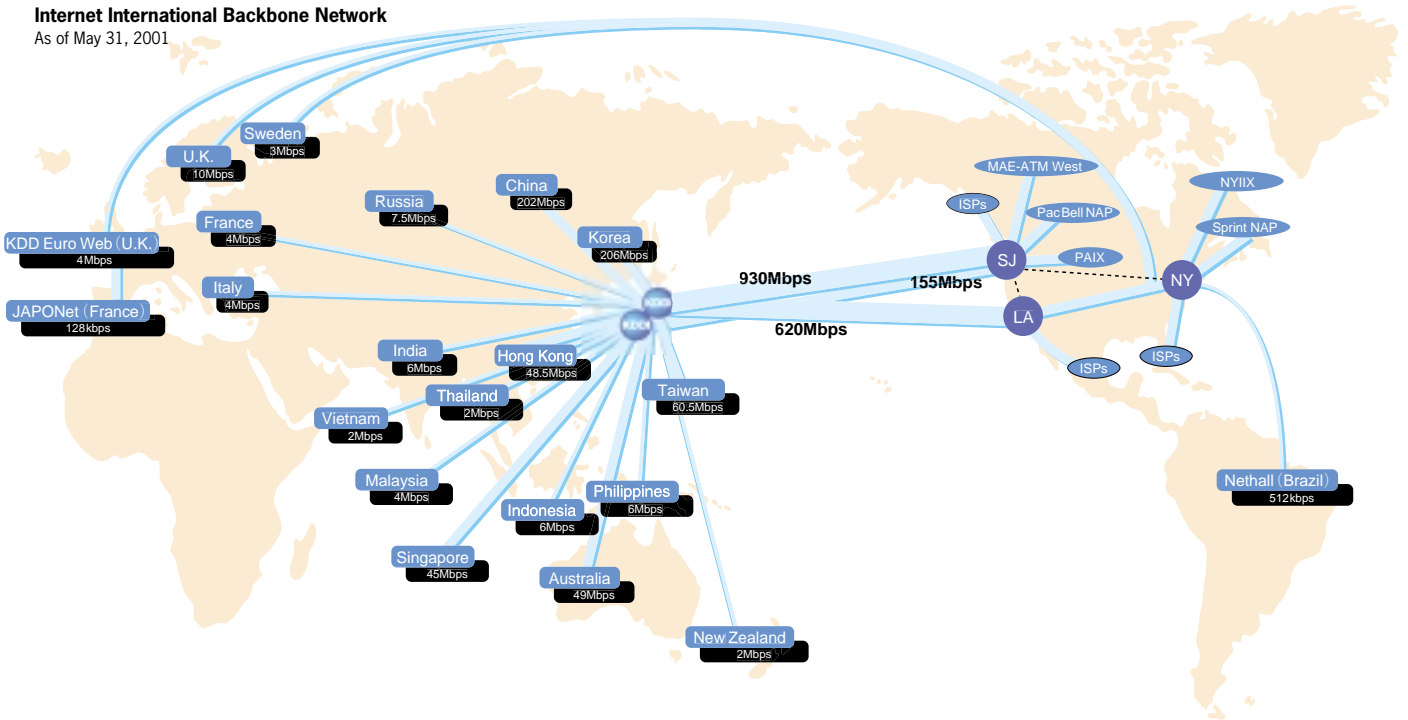 Internet International Backbone Network
As of May 31, 2001
Sweden
3Mbps
U.K.
10Mbps
China
202Mbps
Russia
7.5Mbps
France
4Mbps
Korea
206Mbps
KDD Euro Web (U.K.)
4Mbps
Italy
4Mbps
JAPONet (France)
128kbps
India
6Mbps
Hong Kong
48.5Mbps
Thailand
2Mbps
Taiwan
60.5Mbps
Vietnam
2Mbps
Malaysia
4Mbps
Philippines
6Mbps
Indonesia
6Mbps
Singapore
45Mbps
Australia
49Mbps
New Zealand
2Mbps
KDDI
KDDI
930Mbps
155Mbps
620Mbps
MAE-ATM West
ISPs
PacBell NAP
PAIX
SJ
LA
NY
NYIIX
Sprint NAP
ISPs
ISPs
Nethall (Brazil)
512kbps